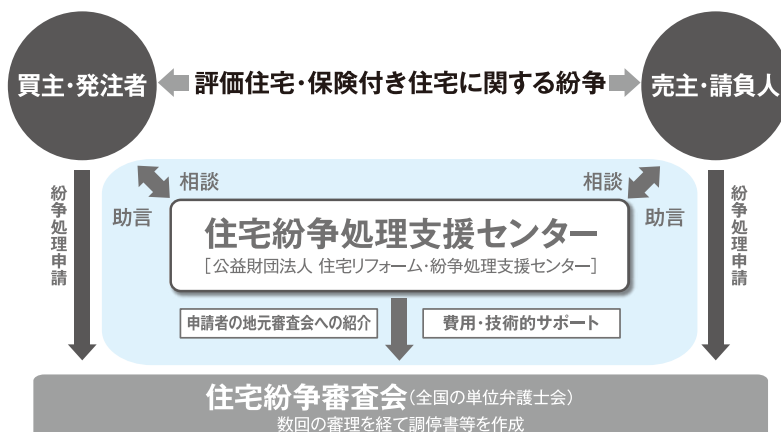 買主・発注者
評価住宅・保険付き住宅に関する紛争
売主・請負人
紛争処理申請
相談
助言
相談
助言
紛争処理申請
住宅紛争処理支援センター
［公益財団法人 住宅リフォーム・紛争処理支援センター］
申請者の地元審査会への紹介
費用・技術的サポート
住宅紛争審査会（全国の単位弁護士会）
数回の審理を経て調停書等を作成